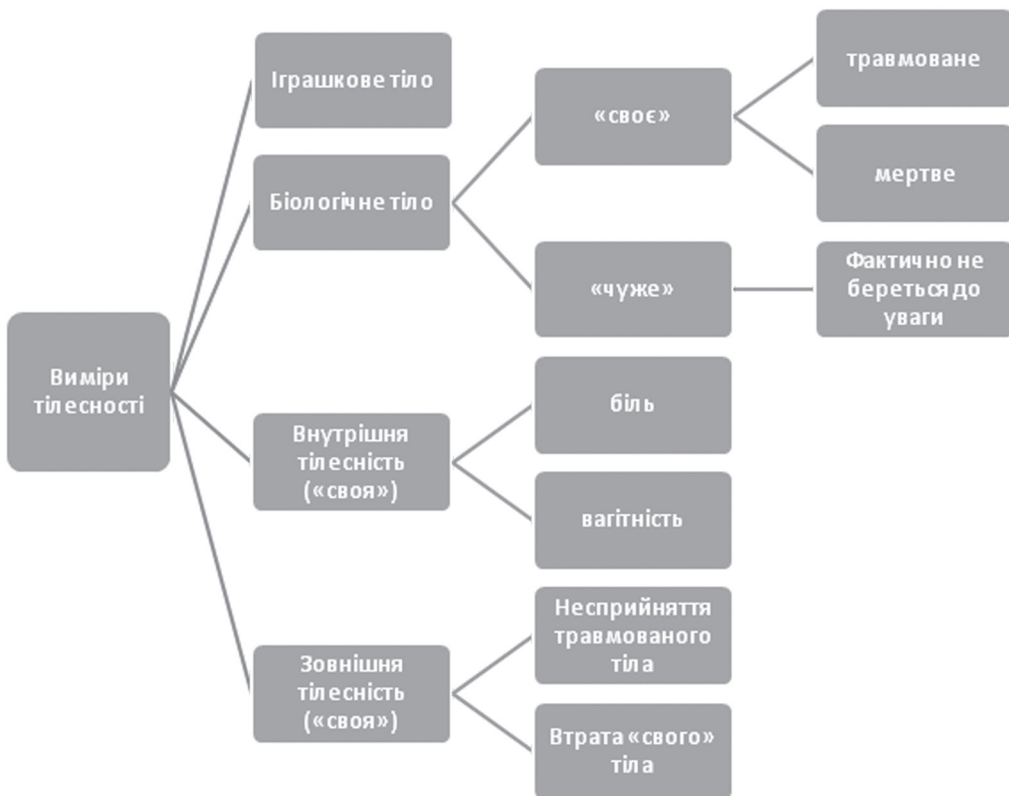 Виміри
тілесності
Іграшкове тіло
Біологічне тіло
«своє»
травмоване
мертве
«чуже»
Фактично не
береться до
уваги
Внутрішня
тілесність
(«своя»)
біль
вагітність
Зовнішня
тілесність
(«своя»)
Несприйняття
травмованого
тіла
Втрата «свого»
тіла